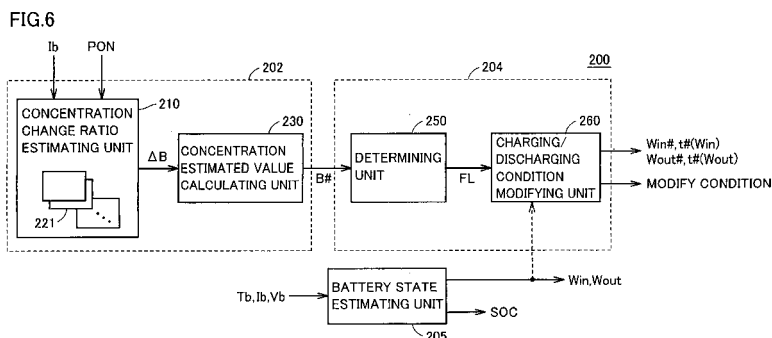 FIG.6
Ib
PON
200
202
204
210
CONCENTRATION
CHANGE RATIO
ESTIMATING UNIT
221
ΔB
230
CONCENTRATION
ESTIMATED VALUE
CALCULATING UNIT
B#
250
DETERMINING
UNIT
FL
260
CHARGING/
DISCHARGING
CONDITION
MODIFYING UNIT
Win#,t#(Win)
Wout#,t#(Wout)
MODIFY CONDITION
Tb,Ib,Vb
BATTERY STATE
ESTIMATING UNIT
205
Win,Wout
SOC